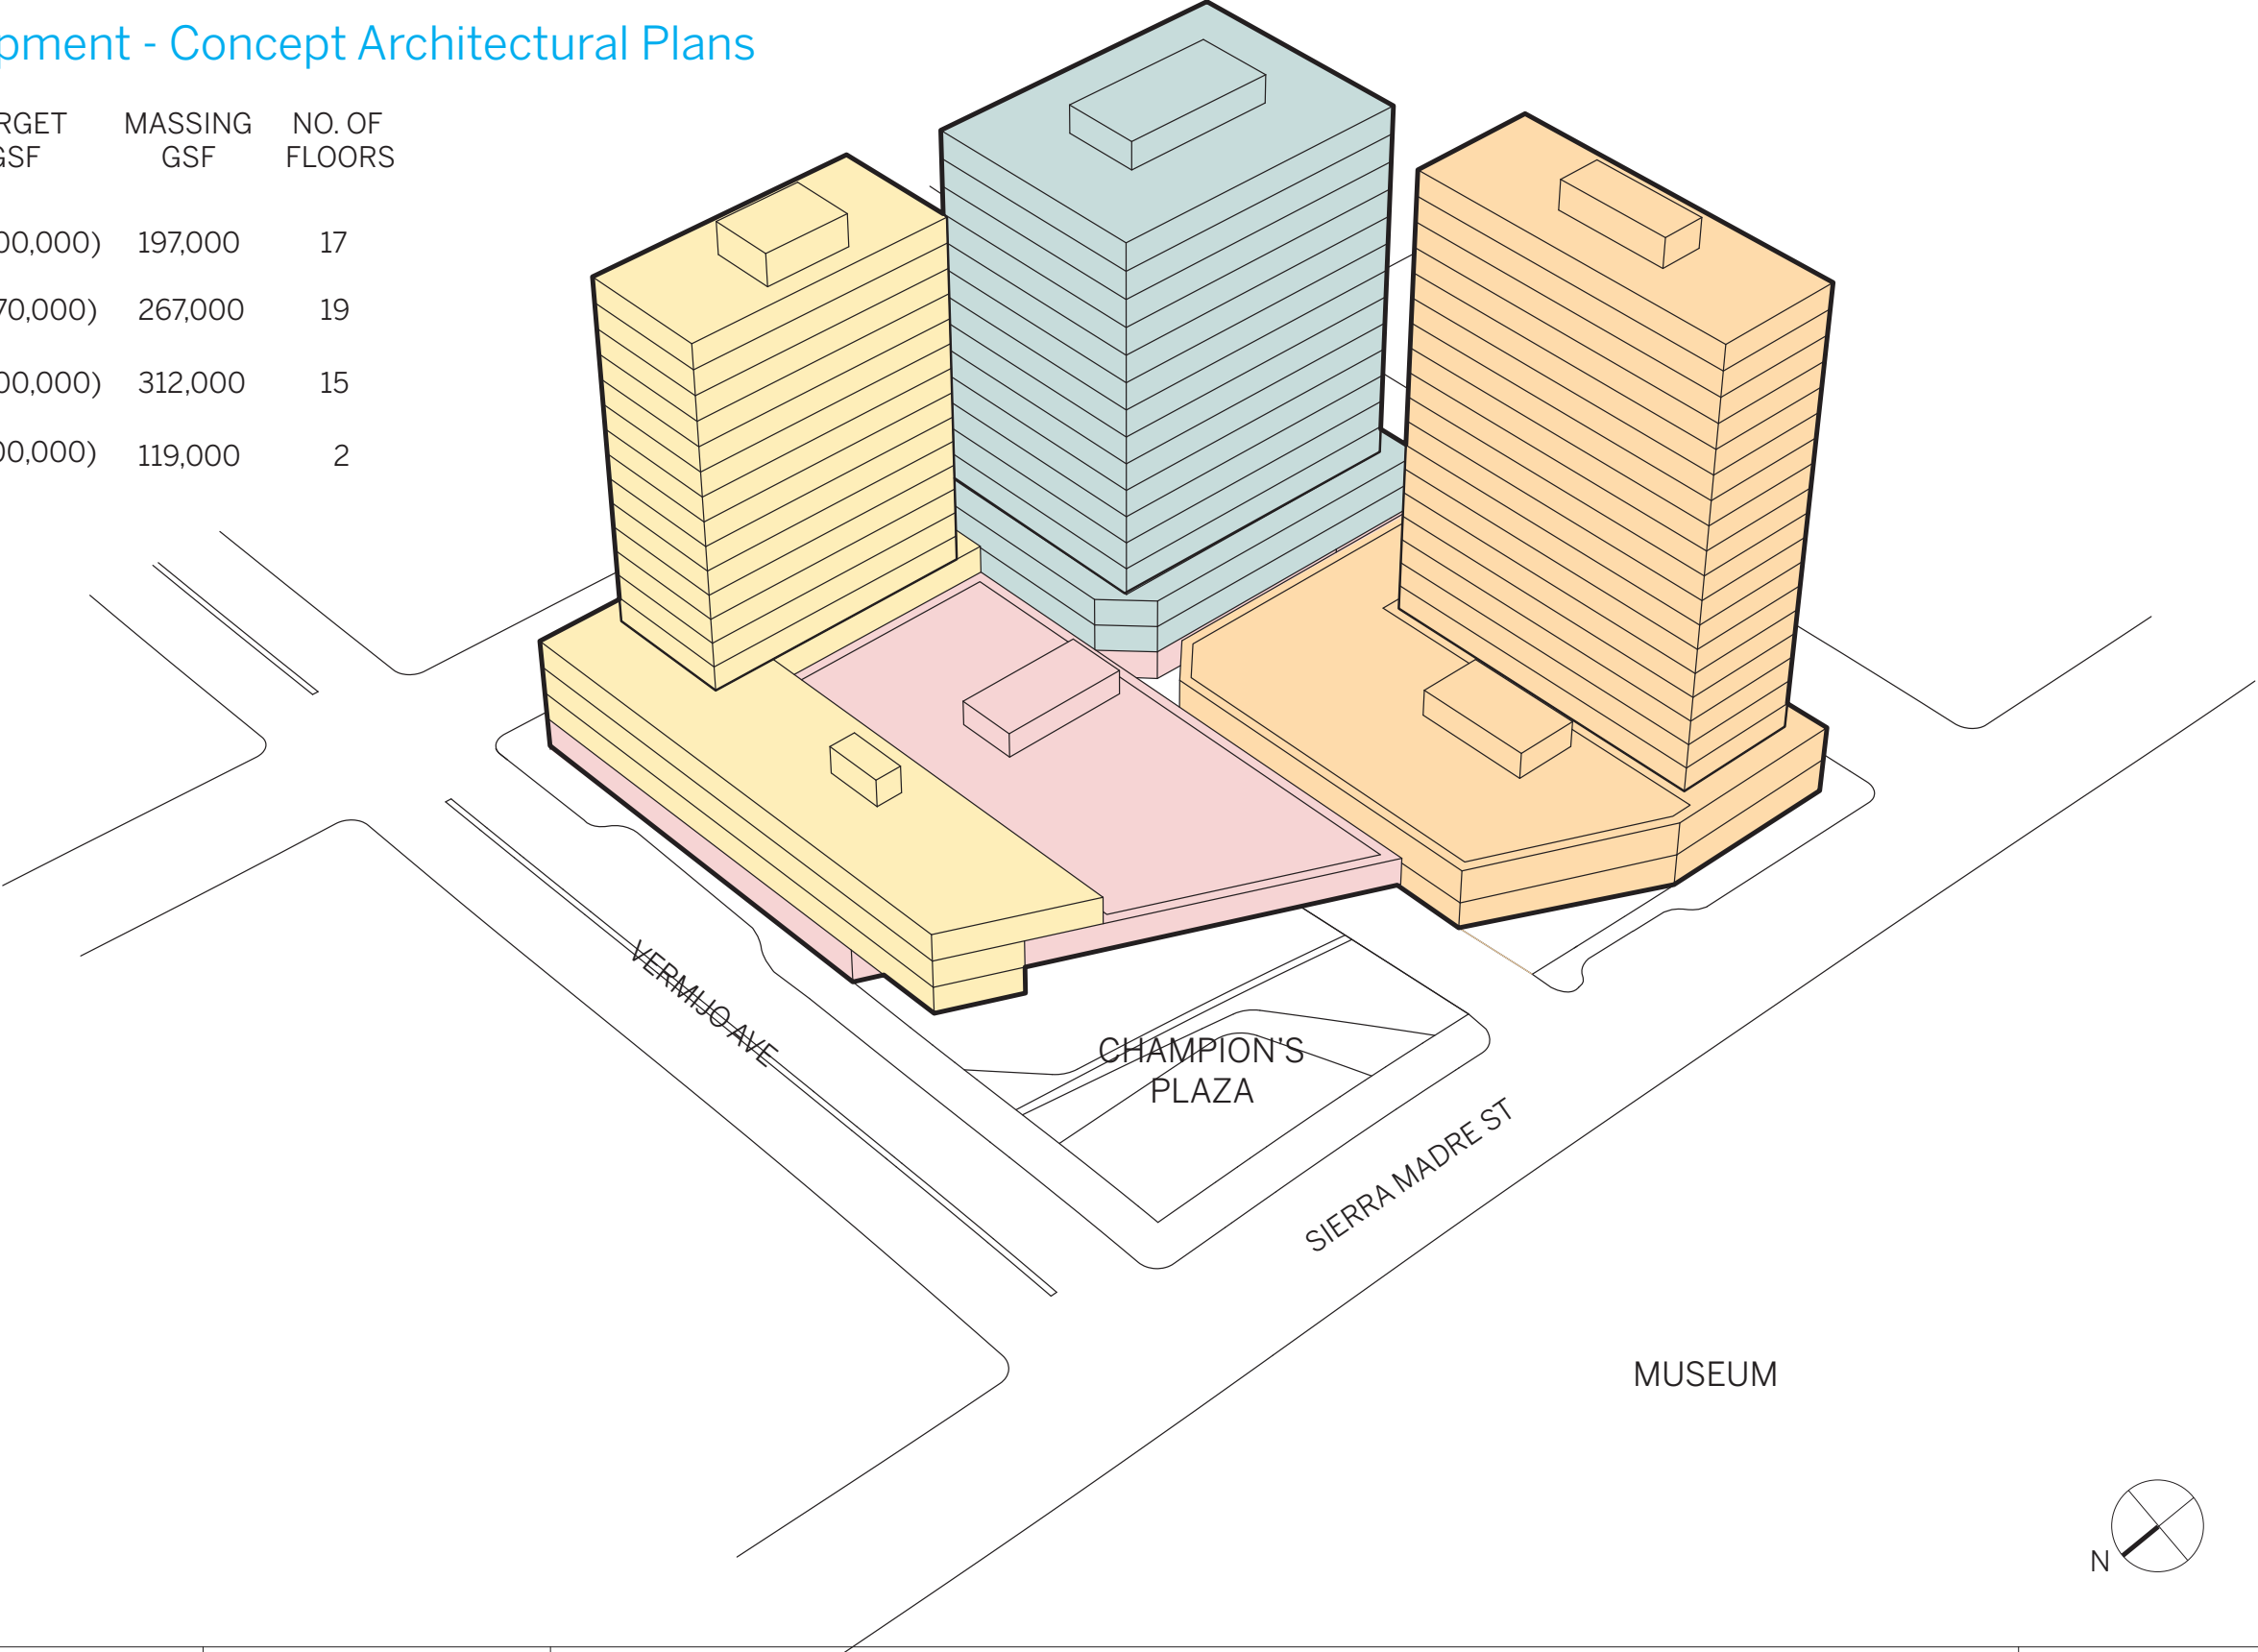 pment - Concept Architectural Plans
RGET MASSING NO. OF
GSF GSF FLOORS
00,000) 197,000 17
70,000) 267,000 19
00,000) 312,000 15
00,000) 119,000 2
VERMIJO AVE
CHAMPION'S
PLAZA
SIERRA MADRE ST
MUSEUM
N